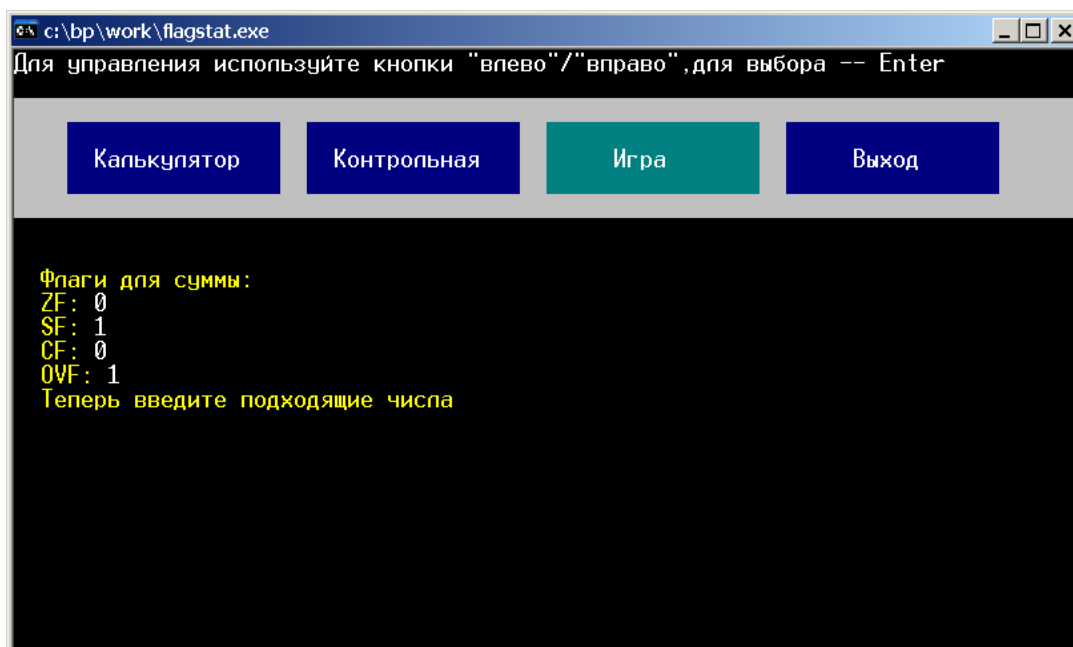 c:\bp\work\flagstat.exe
Для управления используйте кнопки "влево"/"вправо",для выбора -- Enter
Калькулятор Контрольная Игра Выход
Флаги для суммы:
ZF: 0
SF: 1
CF: 0
OVF: 1
Теперь введите подходящие числа